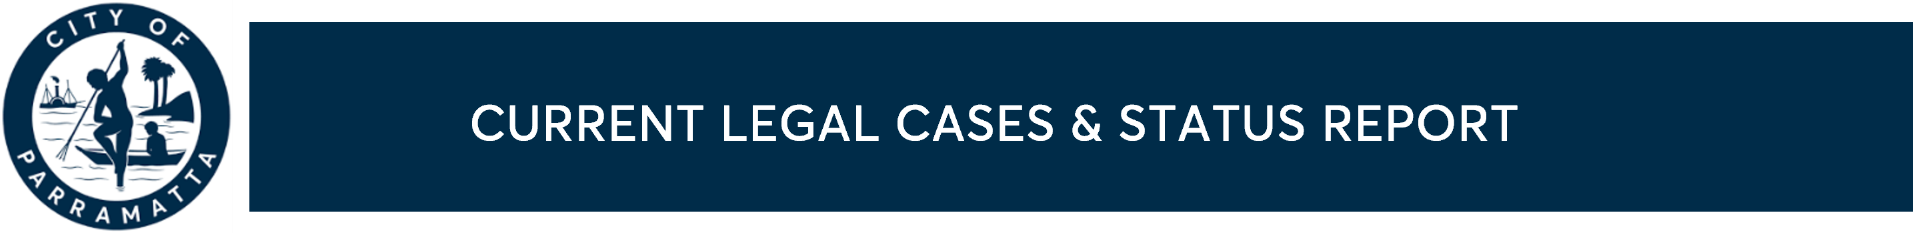 CITY OF
PARRAMATTA
CURRENT LEGAL CASES & STATUS REPORT